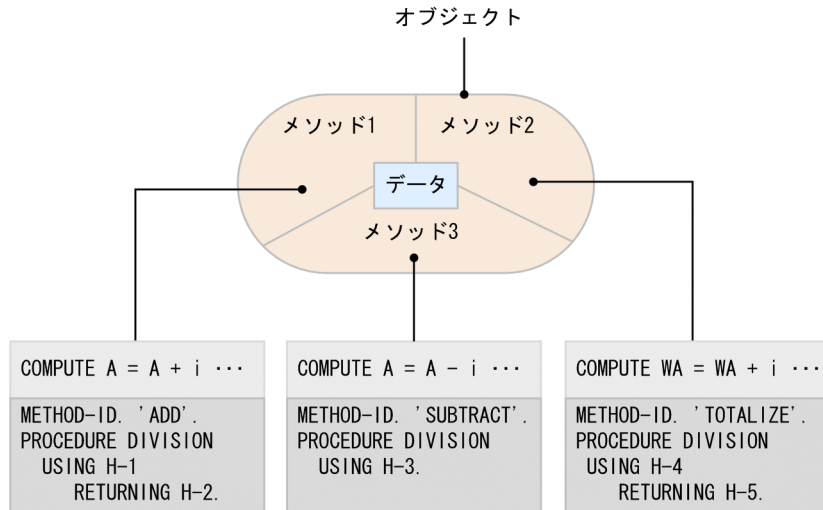 オブジェクト
メソッド1
メソッド2
データ
メソッド3
COMPUTE A = A + i ···
METHOD-ID. 'ADD'.
PROCEDURE DIVISION
USING H-1
RETURNING H-2.
COMPUTE A = A - i ···
METHOD-ID. 'SUBTRACT'.
PROCEDURE DIVISION
USING H-3.
COMPUTE WA = WA + i ···
METHOD-ID. 'TOTALIZE'.
PROCEDURE DIVISION
USING H-4
RETURNING H-5.